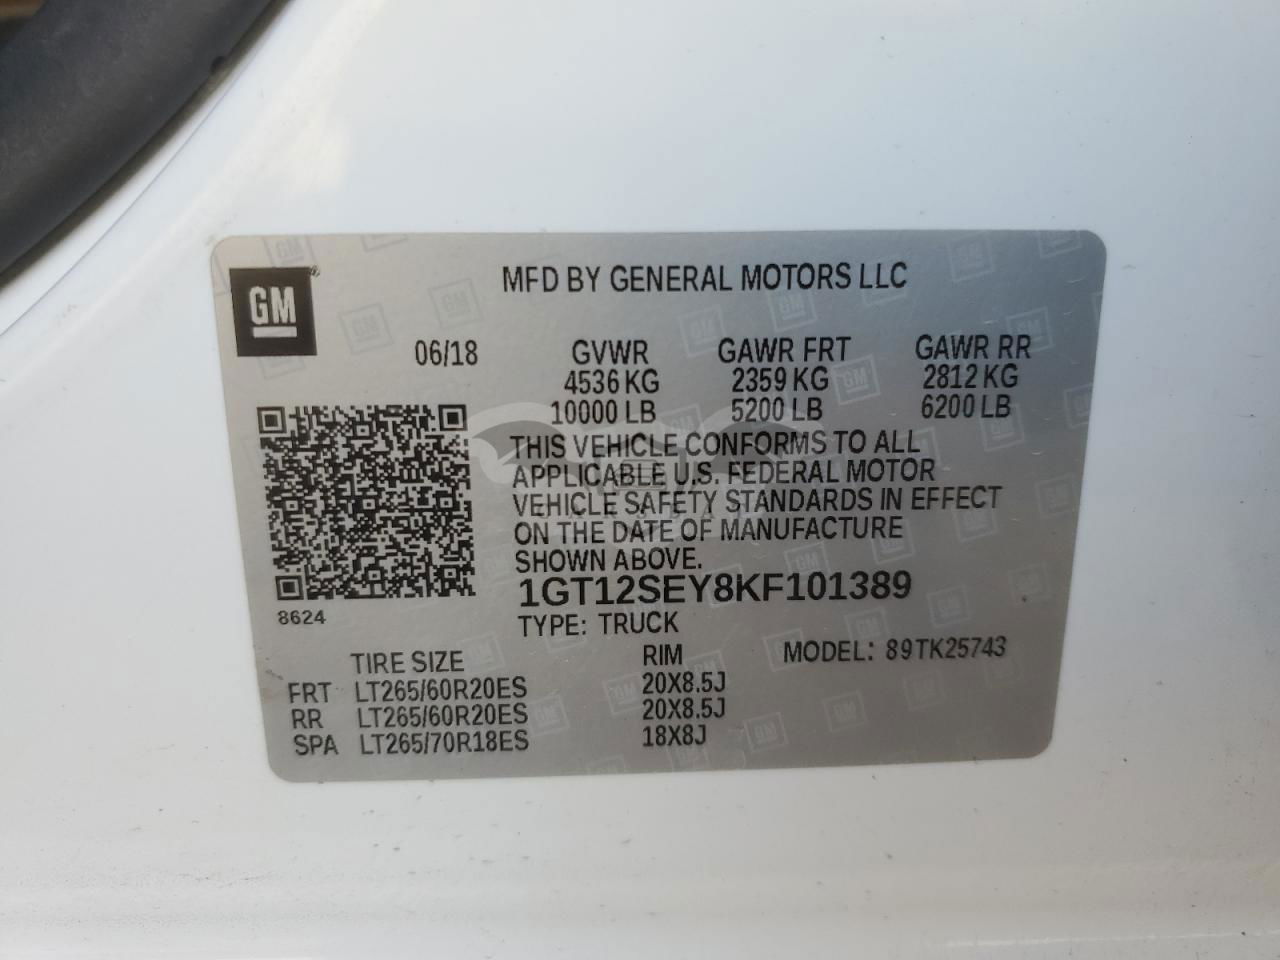 MFD BY GENERAL MOTORS LLC
GM®
06/18 GVWR GAWR FRT GAWR RR
4536 KG 2359 KG 2812 KG
10000 LB 5200 LB 6200 LB
THIS VEHICLE CONFORMS TO ALL
APPLICABLE U.S. FEDERAL MOTOR
VEHICLE SAFETY STANDARDS IN EFFECT
ON THE DATE OF MANUFACTURE
SHOWN ABOVE.
1GT12SEY8KF101389
8624
TYPE: TRUCK
TIRE SIZE RIM MODEL: 89TK25743
FRT LT265/60R20ES 20X8.5J
RR LT265/60R20ES 20X8.5J
SPA LT265/70R18ES 18X8J